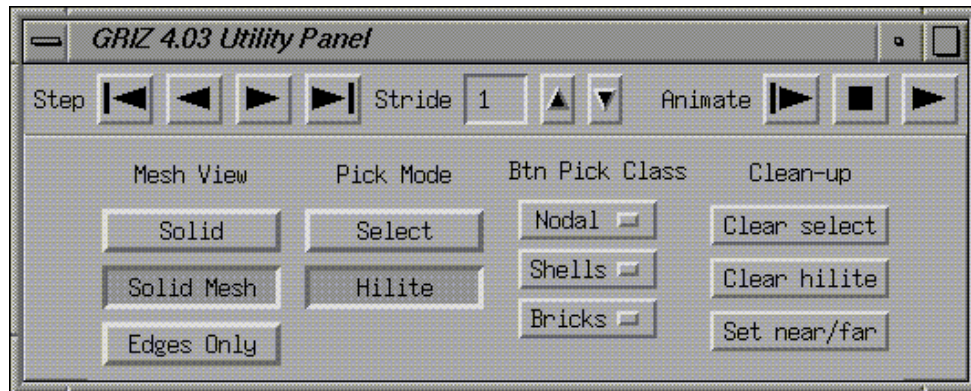 GRIZ 4.03 Utility Panel
Step Stride 1 Animate
Mesh View Pick Mode Btn Pick Class Clean-up
Solid Select Nodal Clear select
Solid Mesh Hilite Shells Clear hilite
Edges Only Bricks Set near/far